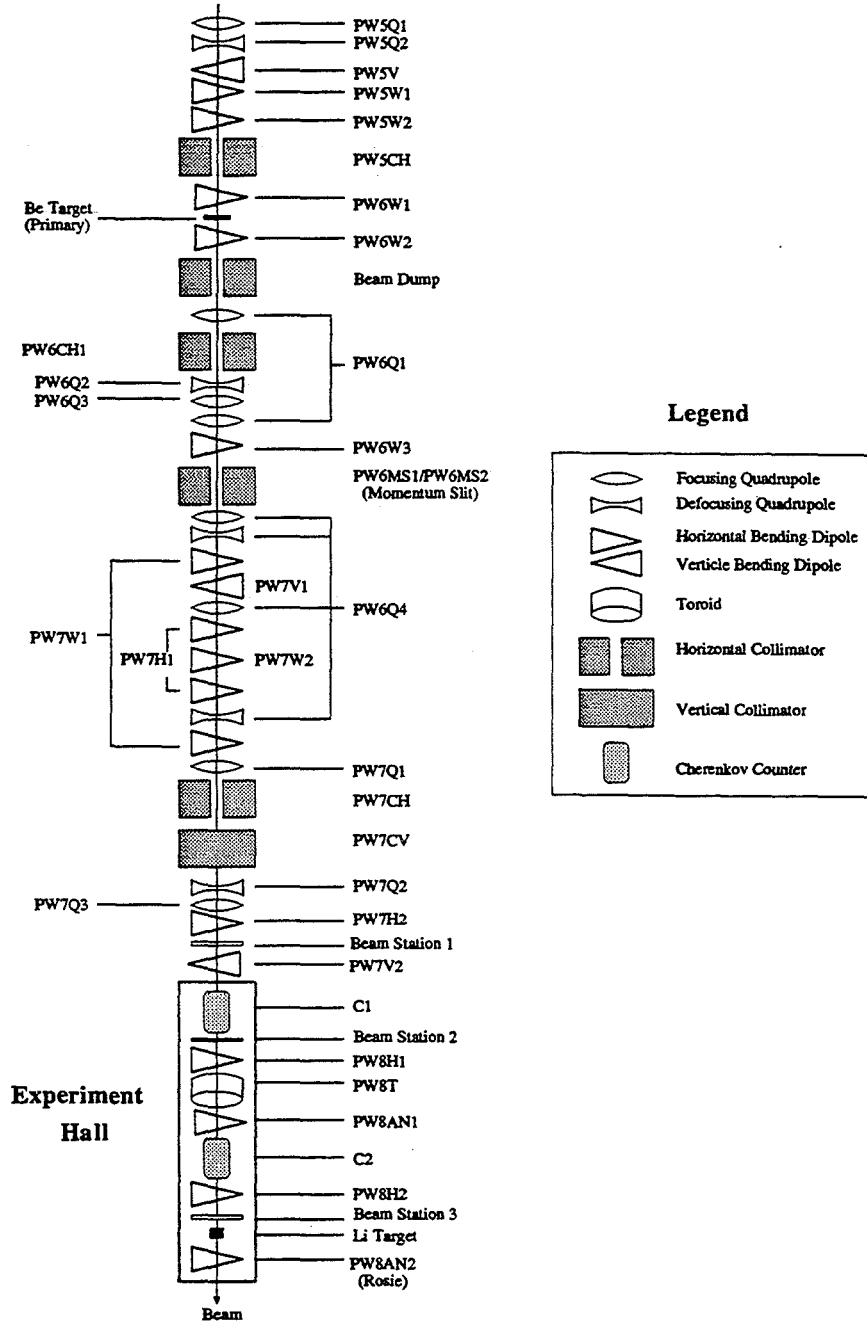 PW5Q1
PW5Q2
PW5V
PW5W1
PW5W2
PW5CH
PW6W1
Be Target
(Primary)
PW6W2
Beam Dump
PW6CH1
PW6Q1
PW6Q2
PW6Q3
PW6W3
PW6MS1/PW6MS2
(Momentum Slit)
PW7V1
PW6Q4
PW7W1
PW7H1
PW7W2
PW7Q1
PW7CH
PW7CV
PW7Q2
PW7Q3
PW7H2
Beam Station 1
PW7V2
C1
Beam Station 2
PW8H1
PW8T
Experiment
Hall
PW8AN1
C2
PW8H2
Beam Station 3
Li Target
PW8AN2
(Rosie)
Beam
Legend
Focusing Quadrupole
Defocusing Quadrupole
Horizontal Bending Dipole
Verticle Bending Dipole
Toroid
Horizontal Collimator
Vertical Collimator
Cherenkov Counter